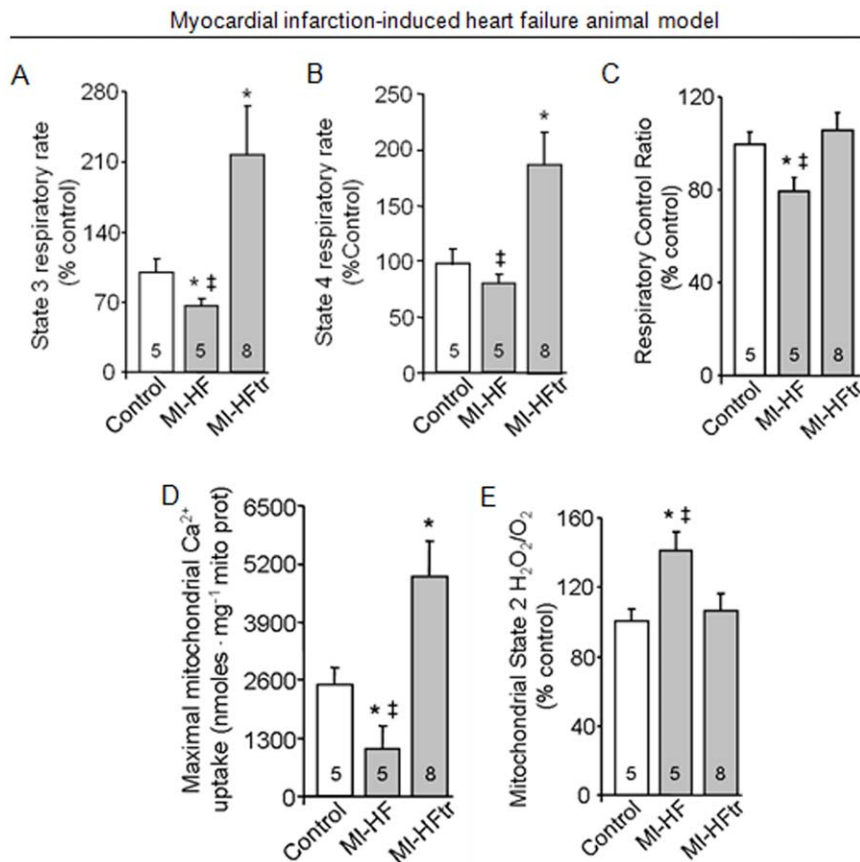 Myocardial infarction-induced heart failure animal model
A
State 3 respiratory rate
(% control)
280
210
140
70
0
*
* ‡
5
5
8
Control
MI-HF
MI-HFtr
B
State 4 respiratory rate
(%Control)
250
200
150
100
50
0
*
‡
5
5
8
Control
MI-HF
MI-HFtr
C
Respiratory Control Ratio
(% control)
120
80
40
0
* ‡
5
5
8
Control
MI-HF
MI-HFtr
D
Maximal mitochondrial Ca²⁺
uptake (nmoles · mg⁻¹ mito prot)
6500
5200
3900
2600
1300
0
*
* ‡
5
5
8
Control
MI-HF
MI-HFtr
E
Mitochondrial State 2 H₂O₂/O₂
(% control)
160
120
80
40
0
* ‡
5
5
8
Control
MI-HF
MI-HFtr